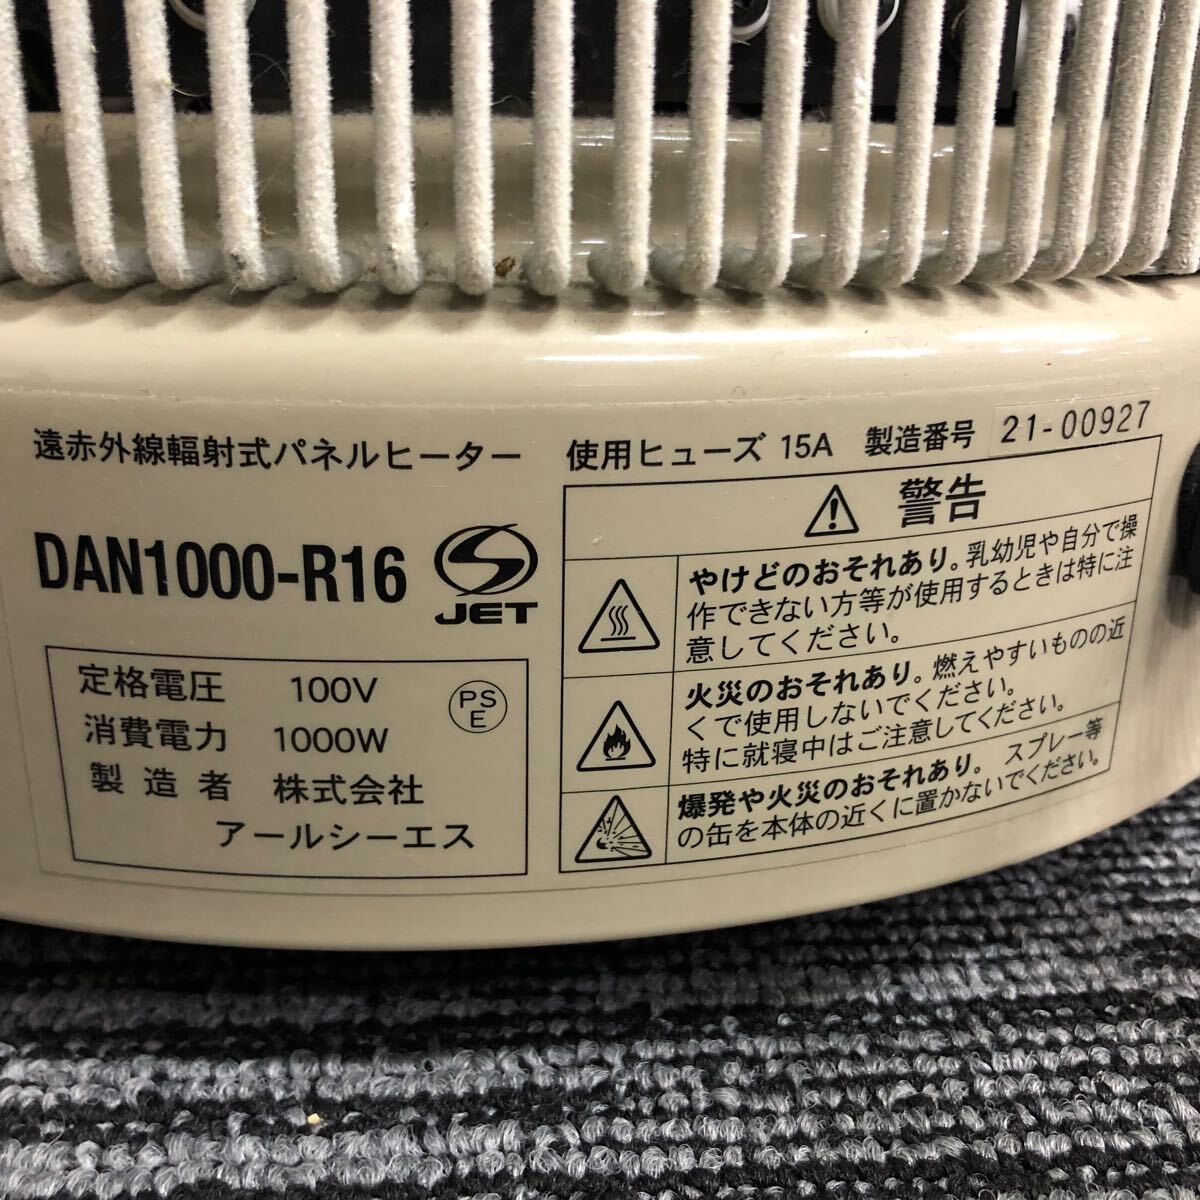 遠赤外線輻射式パネルヒーター 使用ヒューズ 15A 製造番号 21-00927
DAN1000-R16
S
JET
定格電圧 100V
消費電力 1000W
製造者 株式会社
アールシーエス
PS
E
警告
やけどのおそれあり。乳幼児や自分で操
作できない方等が使用するときは特に注
意してください。
火災のおそれあり。燃えやすいものの近
くで使用しないでください。
特に就寝中はご注意してください。
爆発や火災のおそれあり。 スプレー等
の缶を本体の近くに置かないでください。